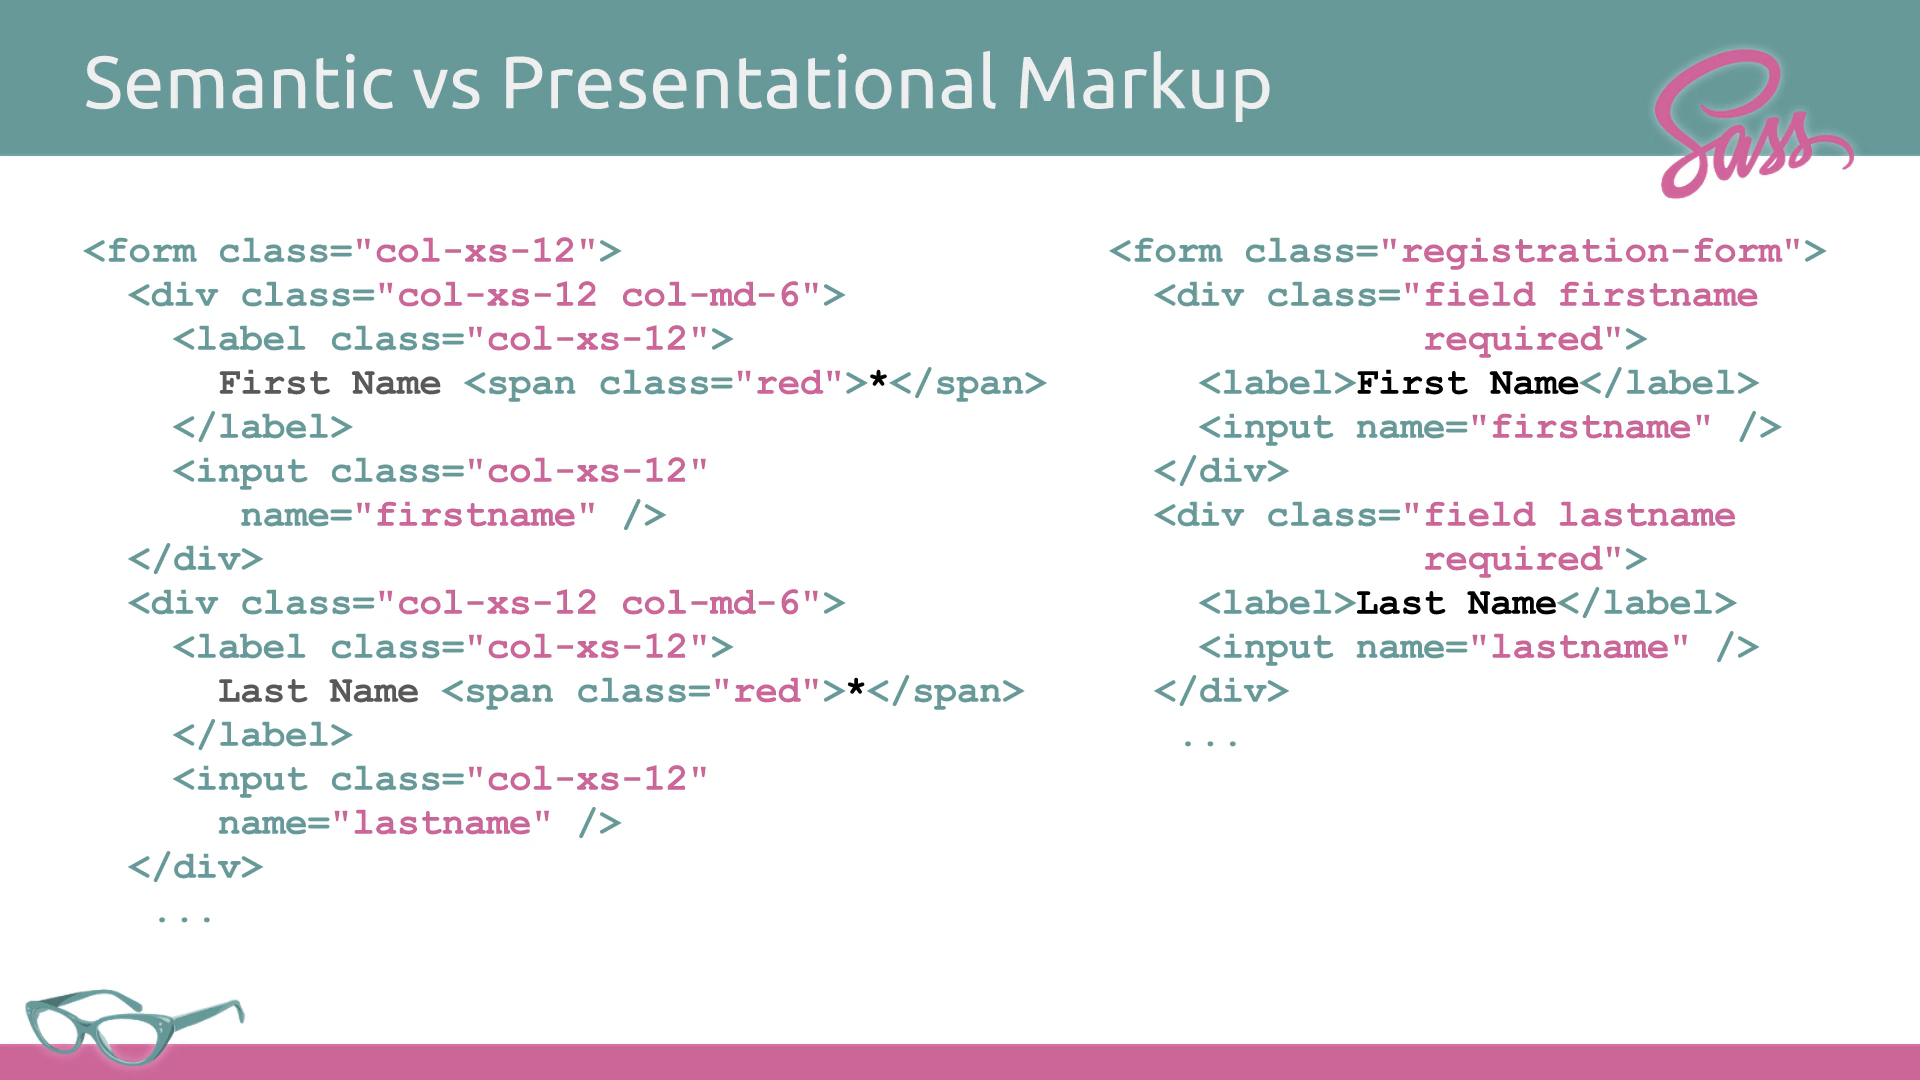 Semantic vs Presentational Markup
Sass
<form class="col-xs-12">
<div class="col-xs-12 col-md-6">
<label class="col-xs-12">
First Name <span class="red">*</span>
</label>
<input class="col-xs-12"
name="firstname" />
</div>
<div class="col-xs-12 col-md-6">
<label class="col-xs-12">
Last Name <span class="red">*</span>
</label>
<input class="col-xs-12"
name="lastname" />
</div>
...
<form class="registration-form">
<div class="field firstname
required">
<label>First Name</label>
<input name="firstname" />
</div>
<div class="field lastname
required">
<label>Last Name</label>
<input name="lastname" />
</div>
...